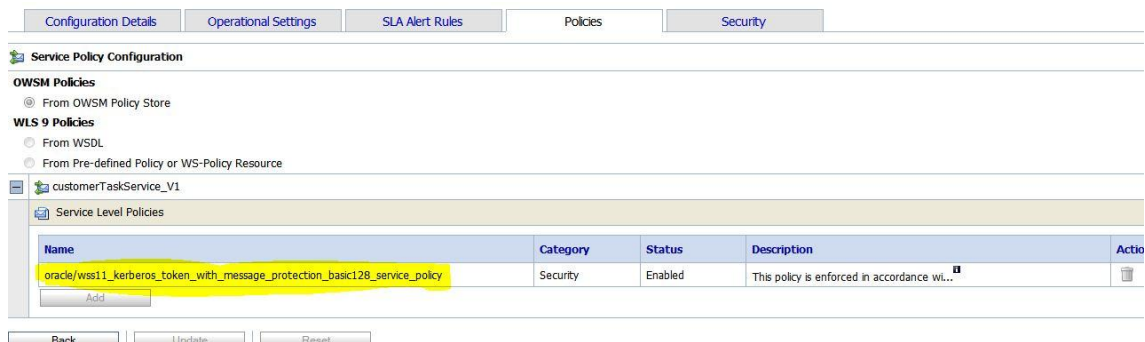 Configuration Details Operational Settings SLA Alert Rules Policies Security
Service Policy Configuration
OWSM Policies
From OWSM Policy Store
WLS 9 Policies
From WSDL
From Pre-defined Policy or WS-Policy Resource
customerTaskService_V1
Service Level Policies
Name Category Status Description Actio
oracle/wss11_kerberos_token_with_message_protection_basic128_service_policy Security Enabled This policy is enforced in accordance wi...
Add
Back Update Reset